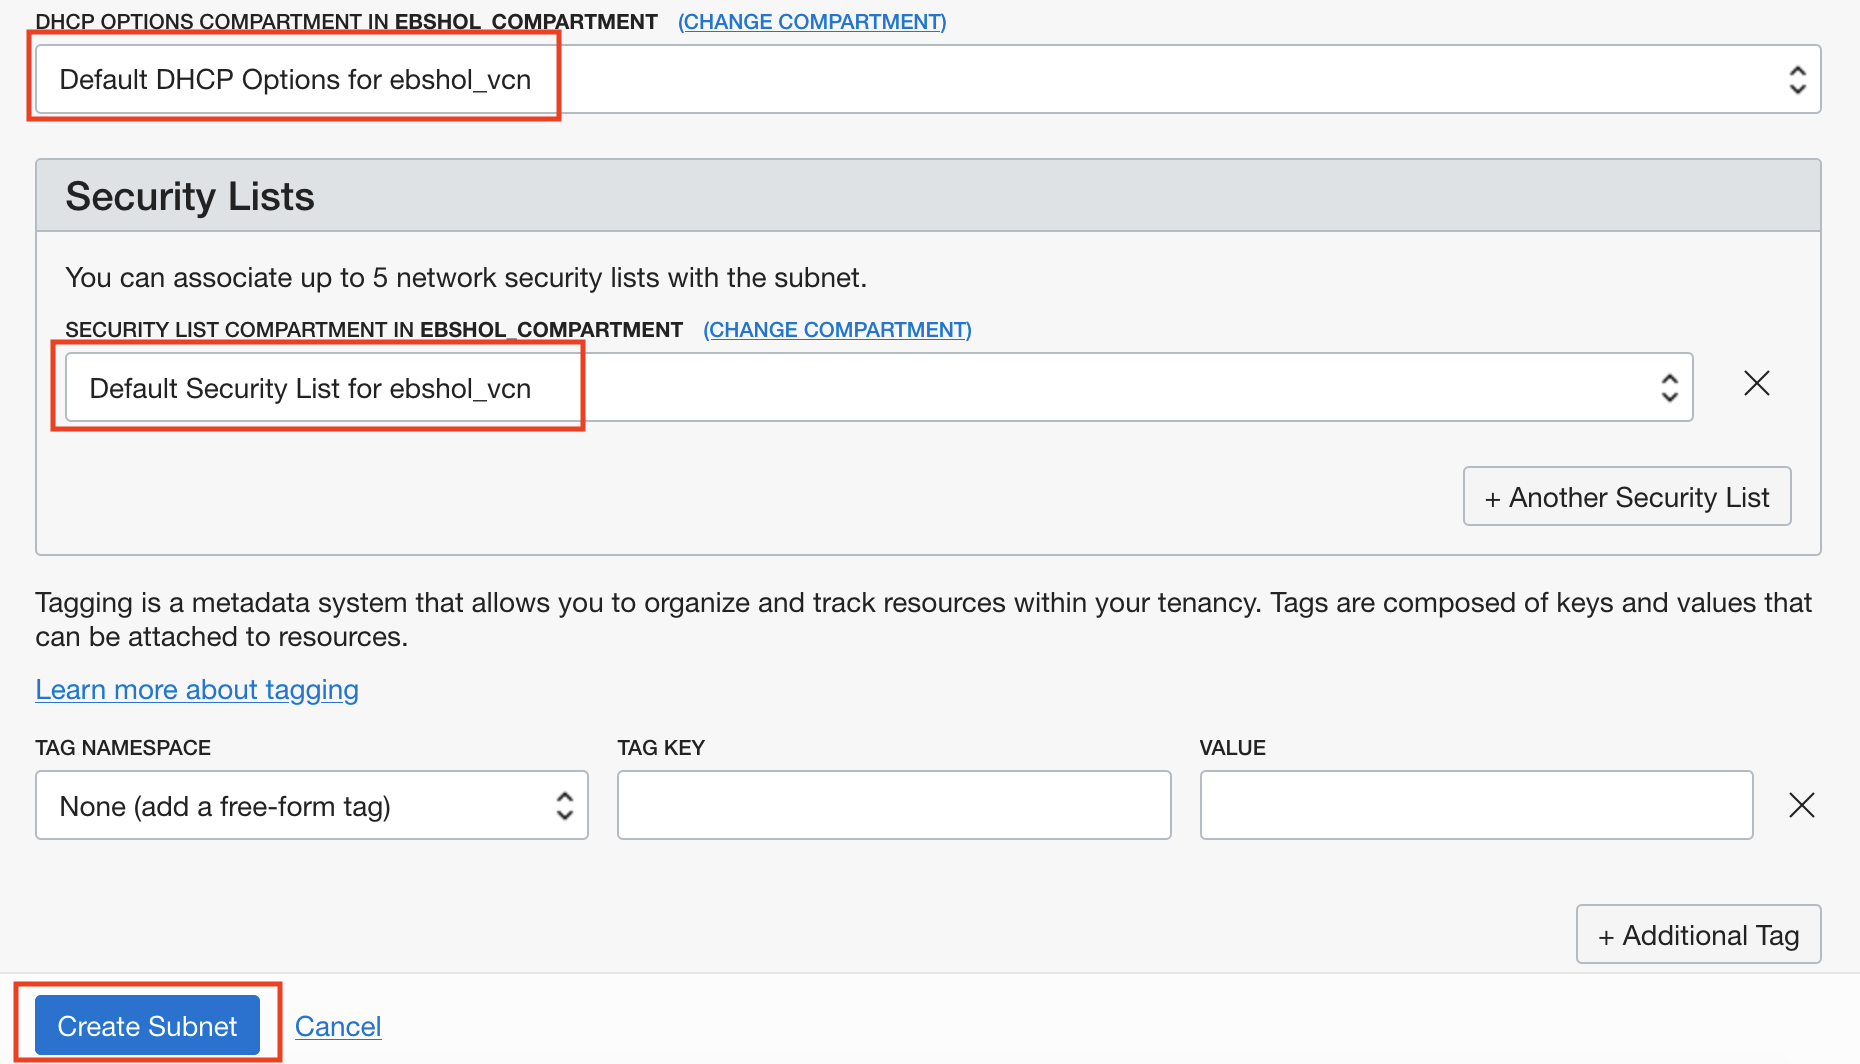 DHCP OPTIONS COMPARTMENT IN EBSHOL_COMPARTMENT (CHANGE COMPARTMENT)
Default DHCP Options for ebshol_vcn
Security Lists
You can associate up to 5 network security lists with the subnet.
SECURITY LIST COMPARTMENT IN EBSHOL_COMPARTMENT (CHANGE COMPARTMENT)
Default Security List for ebshol_vcn
+ Another Security List
Tagging is a metadata system that allows you to organize and track resources within your tenancy. Tags are composed of keys and values that
can be attached to resources.
Learn more about tagging
TAG NAMESPACE TAG KEY VALUE
None (add a free-form tag)
+ Additional Tag
Create Subnet Cancel